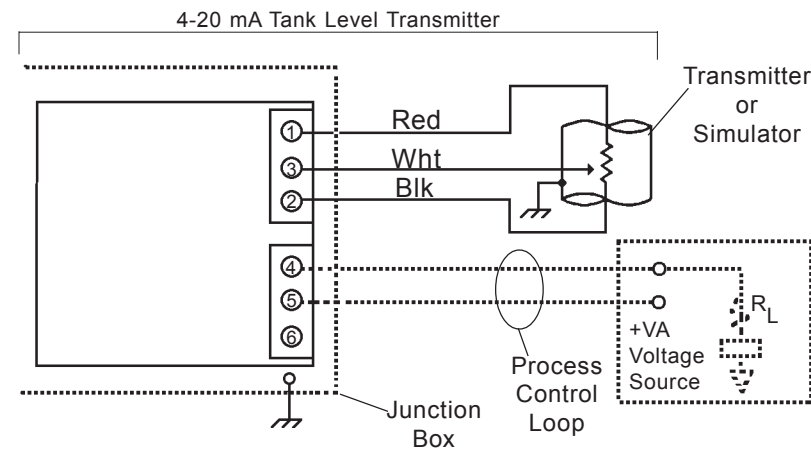 4-20 mA Tank Level Transmitter
Transmitter
or
Simulator
1
Red
3
Wht
2
Blk
4
5
6
R_L
+VA
Voltage
Source
Process
Control
Loop
Junction
Box